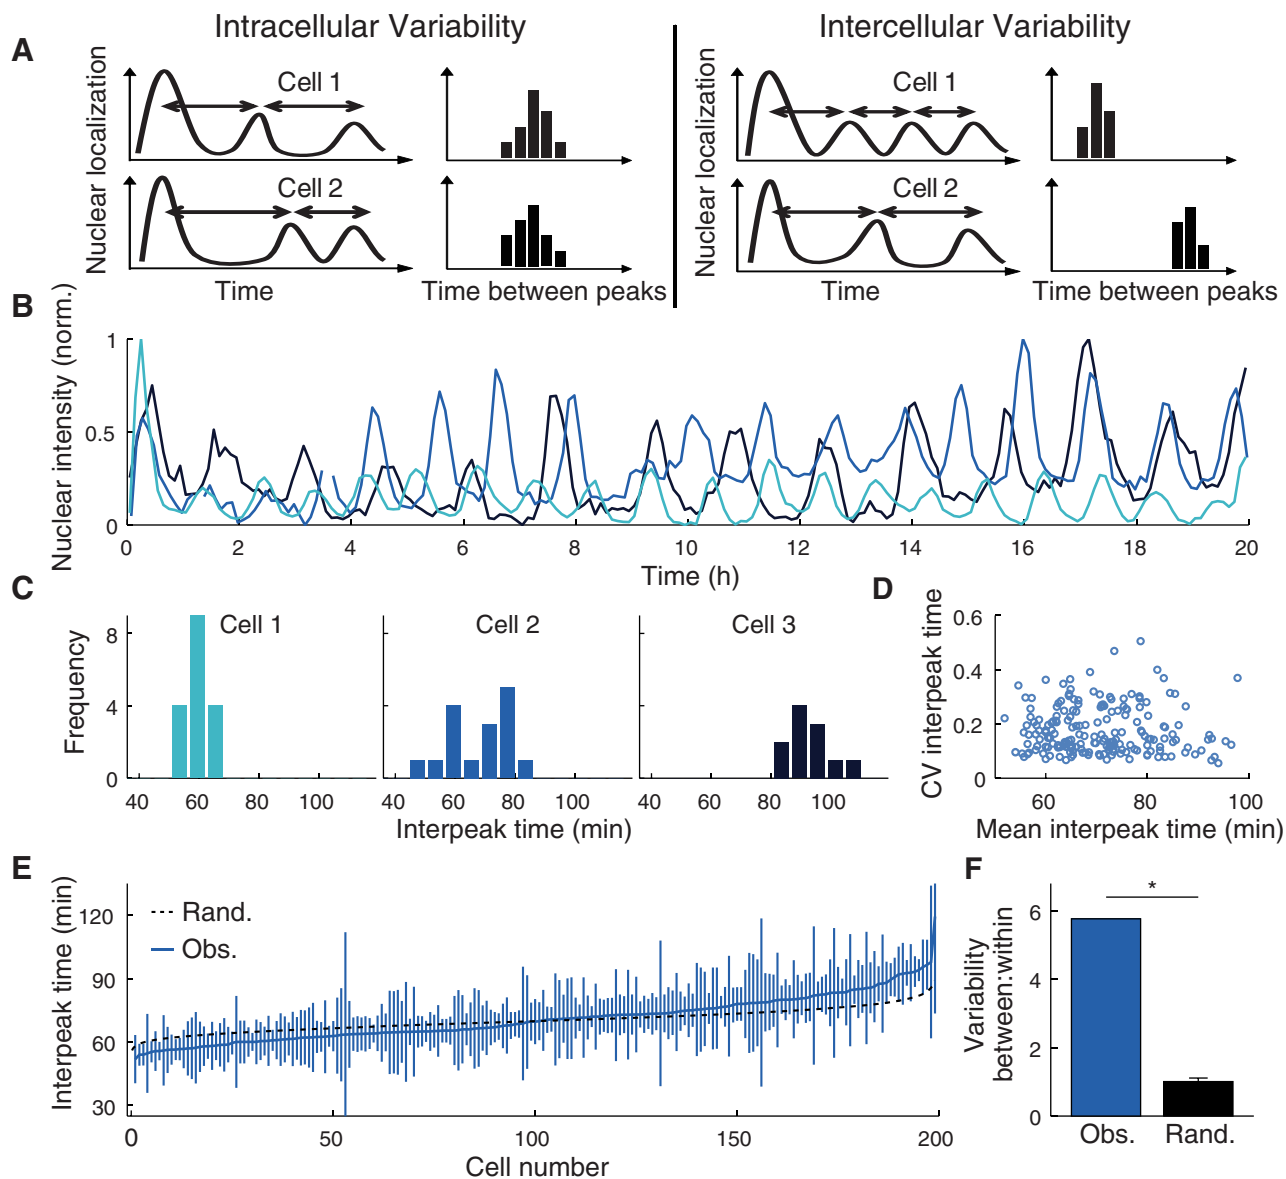 Intracellular Variability
Intercellular Variability
A
Nuclear localization
Cell 1
Cell 2
Time
Time between peaks
Nuclear localization
Cell 1
Cell 2
Time
Time between peaks
B
Nuclear intensity (norm.)
1
0.5
0
0 2 4 6 8 10 12 14 16 18 20
Time (h)
C
Frequency
8
4
0
Cell 1
Cell 2
Cell 3
40 60 80 100
40 60 80 100
40 60 80 100
Interpeak time (min)
D
CV interpeak time
0.6
0.4
0.2
0
60 80 100
Mean interpeak time (min)
E
Interpeak time (min)
120
90
60
30
Rand.
Obs.
0 50 100 150 200
Cell number
F
Variability
between:within
6
4
2
0
*
Obs. Rand.